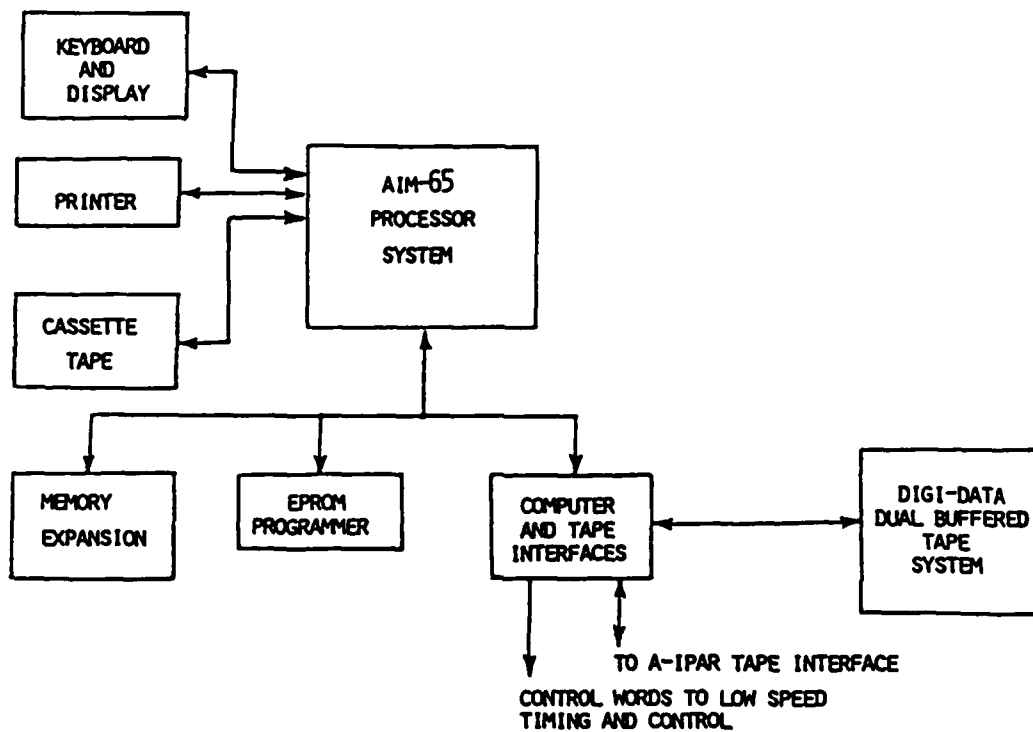 KEYBOARD
AND
DISPLAY
PRINTER
CASSETTE
TAPE
AIM-65
PROCESSOR
SYSTEM
MEMORY
EXPANSION
EPROM
PROGRAMMER
COMPUTER
AND TAPE
INTERFACES
DIGI-DATA
DUAL BUFFERED
TAPE
SYSTEM
TO A-IPAR TAPE INTERFACE
CONTROL WORDS TO LOW SPEED
TIMING AND CONTROL